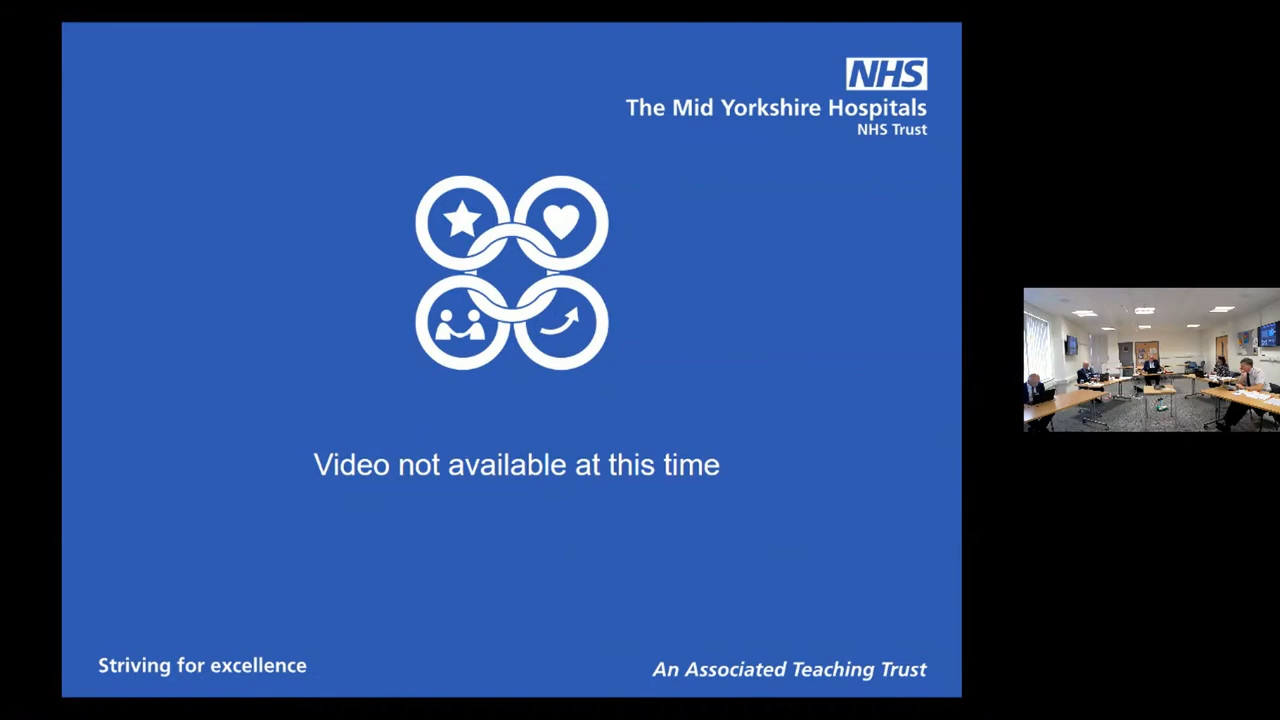 NHS
The Mid Yorkshire Hospitals
NHS Trust
Video not available at this time
Striving for excellence
An Associated Teaching Trust